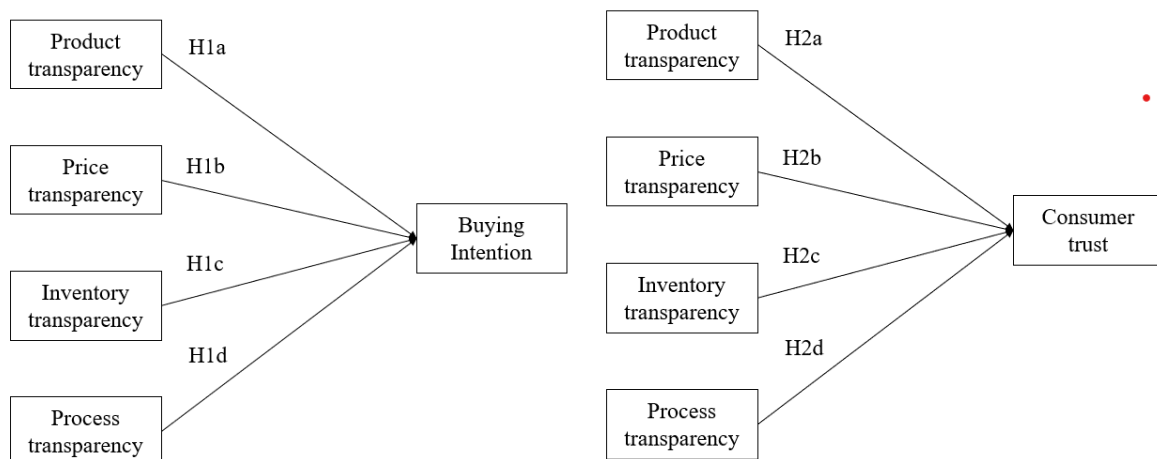 Product
transparency
H1a
Price
transparency
H1b
Inventory
transparency
H1c
Process
transparency
H1d
Buying
Intention
Product
transparency
H2a
Price
transparency
H2b
Inventory
transparency
H2c
Process
transparency
H2d
Consumer
trust